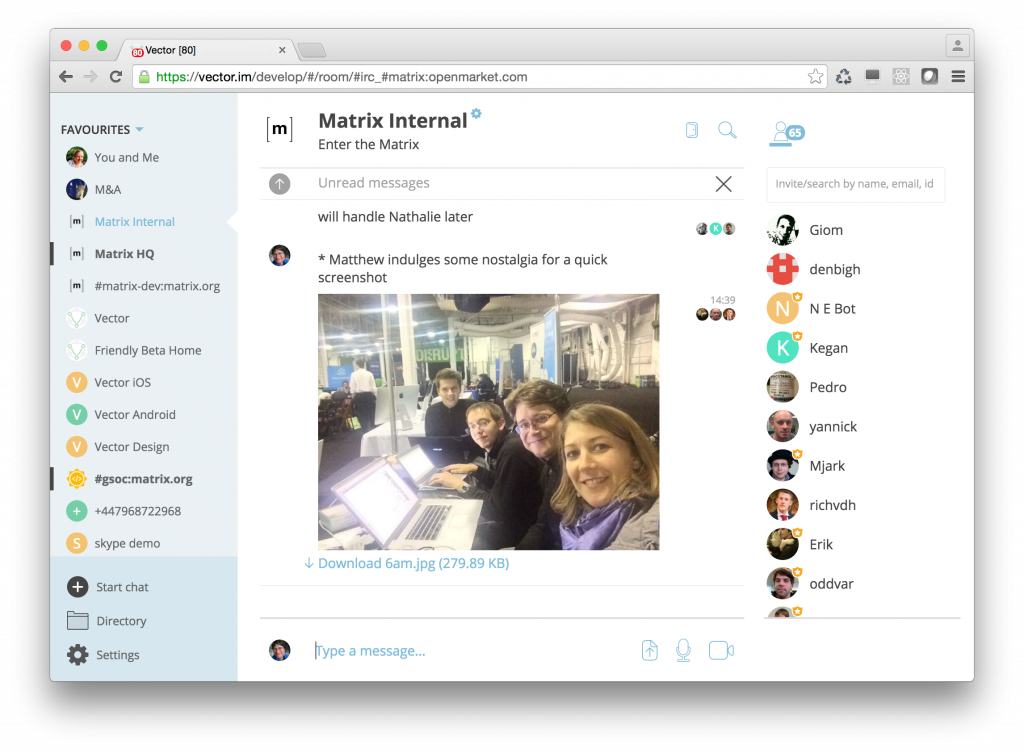 80
Vector [80]
https://vector.im/develop/#/room/#irc_#matrix:openmarket.com
FAVOURITES
You and Me
M&A
[m]
Matrix Internal
[m]
Matrix HQ
[m]
#matrix-dev:matrix.org
Vector
Friendly Beta Home
V
Vector iOS
V
Vector Android
V
Vector Design
#gsoc:matrix.org
+
+447968722968
S
skype demo
Start chat
Directory
Settings
[m]
Matrix Internal
Enter the Matrix
Unread messages
will handle Nathalie later
K
* Matthew indulges some nostalgia for a quick
screenshot
14:39
DISRUPT
Download 6am.jpg (279.89 KB)
Type a message...
65
Invite/search by name, email, id
Giom
denbigh
N
N E Bot
K
Kegan
Pedro
yannick
Mjark
richvdh
Erik
oddvar